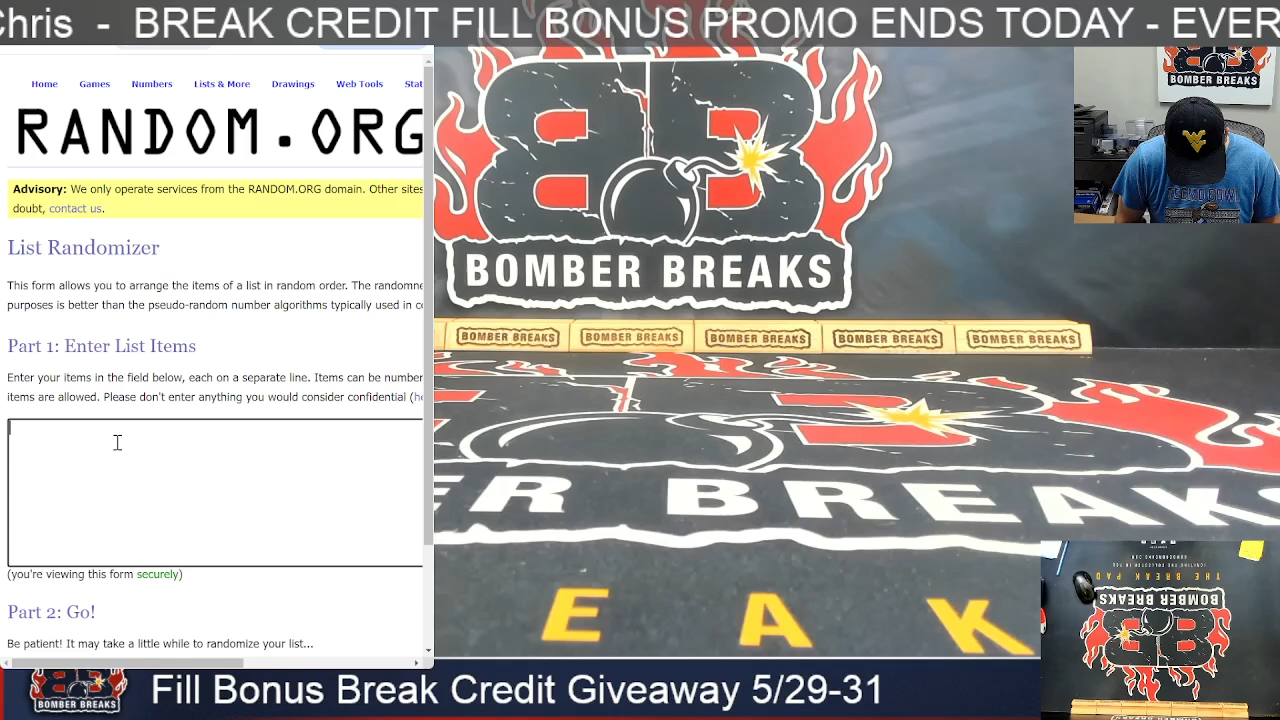 Chris - BREAK CREDIT FILL BONUS PROMO ENDS TODAY - EVER
Home Games Numbers Lists & More Drawings Web Tools Stat
RANDOM.ORG
Advisory: We only operate services from the RANDOM.ORG domain. Other sites
doubt, contact us.
List Randomizer
This form allows you to arrange the items of a list in random order. The randomne
purposes is better than the pseudo-random number algorithms typically used in co
Part 1: Enter List Items
Enter your items in the field below, each on a separate line. Items can be number
items are allowed. Please don't enter anything you would consider confidential (he
(you're viewing this form securely)
Part 2: Go!
Be patient! It may take a little while to randomize your list...
BB
BOMBER BREAKS
BOMBER BREAKS
BOMBER BREAKS
BOMBER BREAKS
BOMBER BREAKS
BOMBER BREAKS
ER BREAKS
E A K
BOMBER BREAKS
WV
THE BREAK PAD
BOMBER BREAKS
BB
BOMBER BREAKS
Fill Bonus Break Credit Giveaway 5/29-31